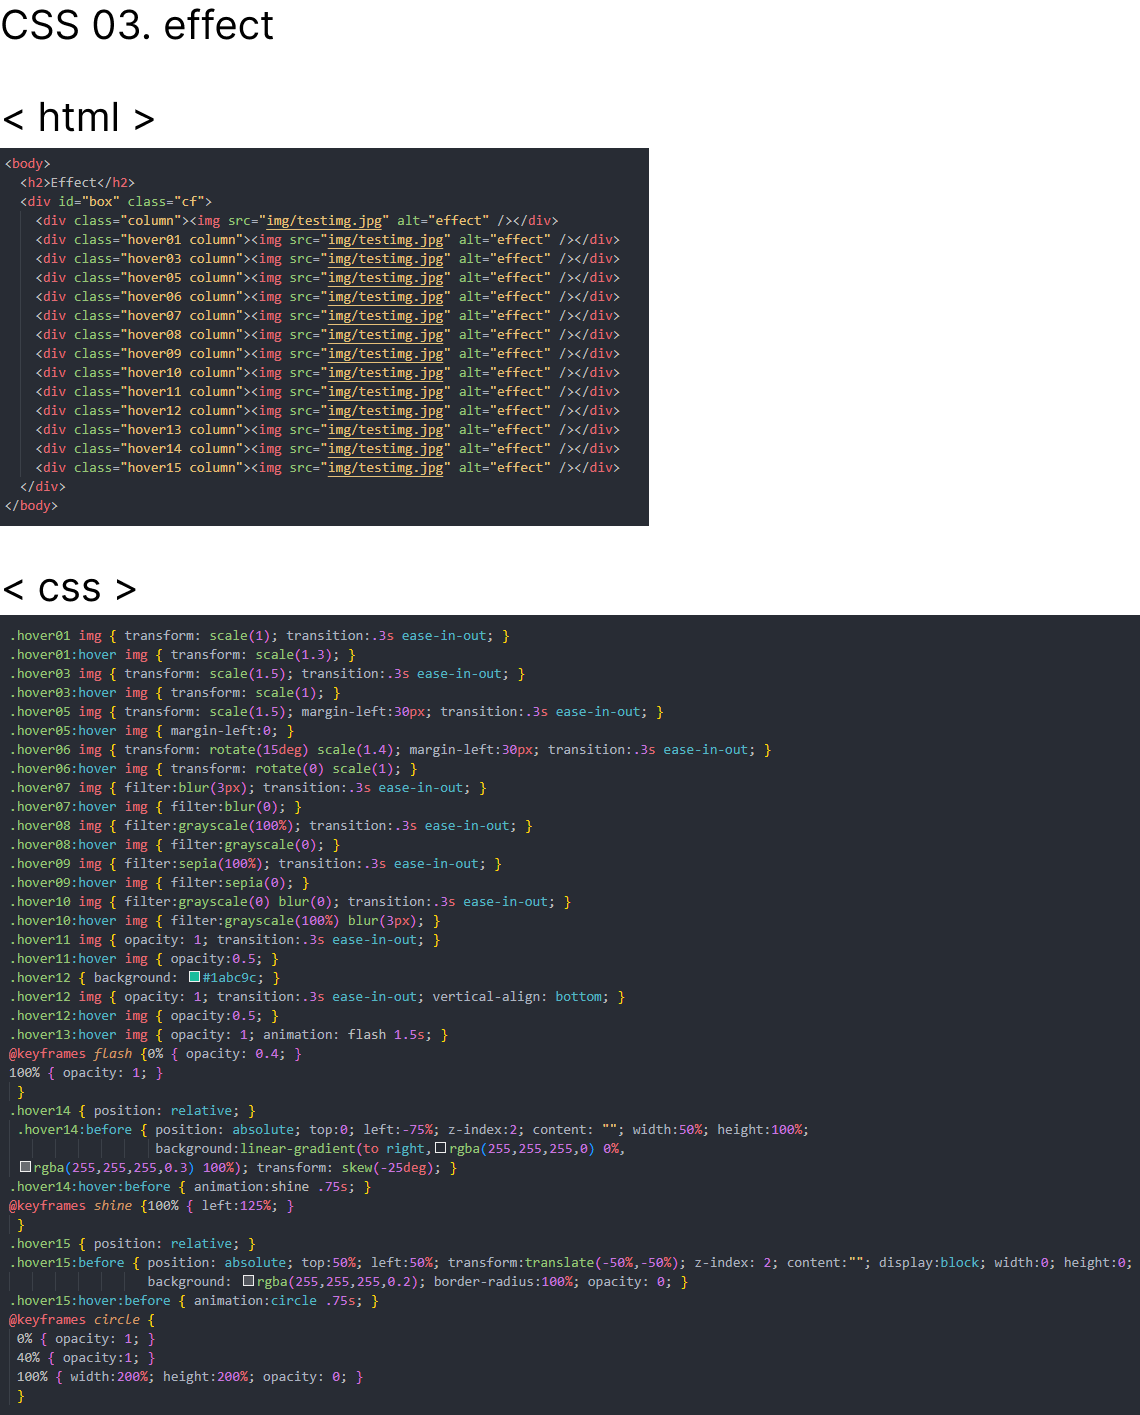 CSS 03. effect
< html >
<body>
<h2>Effect</h2>
<div id="box" class="cf">
<div class="column"><img src="img/testimg.jpg" alt="effect" /></div>
<div class="hover01 column"><img src="img/testimg.jpg" alt="effect" /></div>
<div class="hover03 column"><img src="img/testimg.jpg" alt="effect" /></div>
<div class="hover05 column"><img src="img/testimg.jpg" alt="effect" /></div>
<div class="hover06 column"><img src="img/testimg.jpg" alt="effect" /></div>
<div class="hover07 column"><img src="img/testimg.jpg" alt="effect" /></div>
<div class="hover08 column"><img src="img/testimg.jpg" alt="effect" /></div>
<div class="hover09 column"><img src="img/testimg.jpg" alt="effect" /></div>
<div class="hover10 column"><img src="img/testimg.jpg" alt="effect" /></div>
<div class="hover11 column"><img src="img/testimg.jpg" alt="effect" /></div>
<div class="hover12 column"><img src="img/testimg.jpg" alt="effect" /></div>
<div class="hover13 column"><img src="img/testimg.jpg" alt="effect" /></div>
<div class="hover14 column"><img src="img/testimg.jpg" alt="effect" /></div>
<div class="hover15 column"><img src="img/testimg.jpg" alt="effect" /></div>
</div>
</body>
< css >
.hover01 img { transform: scale(1); transition:.3s ease-in-out; }
.hover01:hover img { transform: scale(1.3); }
.hover03 img { transform: scale(1.5); transition:.3s ease-in-out; }
.hover03:hover img { transform: scale(1); }
.hover05 img { transform: scale(1.5); margin-left:30px; transition:.3s ease-in-out; }
.hover05:hover img { margin-left:0; }
.hover06 img { transform: rotate(15deg) scale(1.4); margin-left:30px; transition:.3s ease-in-out; }
.hover06:hover img { transform: rotate(0) scale(1); }
.hover07 img { filter:blur(3px); transition:.3s ease-in-out; }
.hover07:hover img { filter:blur(0); }
.hover08 img { filter:grayscale(100%); transition:.3s ease-in-out; }
.hover08:hover img { filter:grayscale(0); }
.hover09 img { filter:sepia(100%); transition:.3s ease-in-out; }
.hover09:hover img { filter:sepia(0); }
.hover10 img { filter:grayscale(0) blur(0); transition:.3s ease-in-out; }
.hover10:hover img { filter:grayscale(100%) blur(3px); }
.hover11 img { opacity: 1; transition:.3s ease-in-out; }
.hover11:hover img { opacity:0.5; }
.hover12 { background: #1abc9c; }
.hover12 img { opacity: 1; transition:.3s ease-in-out; vertical-align: bottom; }
.hover12:hover img { opacity:0.5; }
.hover13:hover img { opacity: 1; animation: flash 1.5s; }
@keyframes flash {0% { opacity: 0.4; }
100% { opacity: 1; }
}
.hover14 { position: relative; }
.hover14:before { position: absolute; top:0; left:-75%; z-index:2; content: ""; width:50%; height:100%;
background:linear-gradient(to right,rgba(255,255,255,0) 0%,
rgba(255,255,255,0.3) 100%); transform: skew(-25deg); }
.hover14:hover:before { animation:shine .75s; }
@keyframes shine {100% { left:125%; }
}
.hover15 { position: relative; }
.hover15:before { position: absolute; top:50%; left:50%; transform:translate(-50%,-50%); z-index: 2; content:""; display:block; width:0; height:0;
background: rgba(255,255,255,0.2); border-radius:100%; opacity: 0; }
.hover15:hover:before { animation:circle .75s; }
@keyframes circle {
0% { opacity: 1; }
40% { opacity:1; }
100% { width:200%; height:200%; opacity: 0; }
}